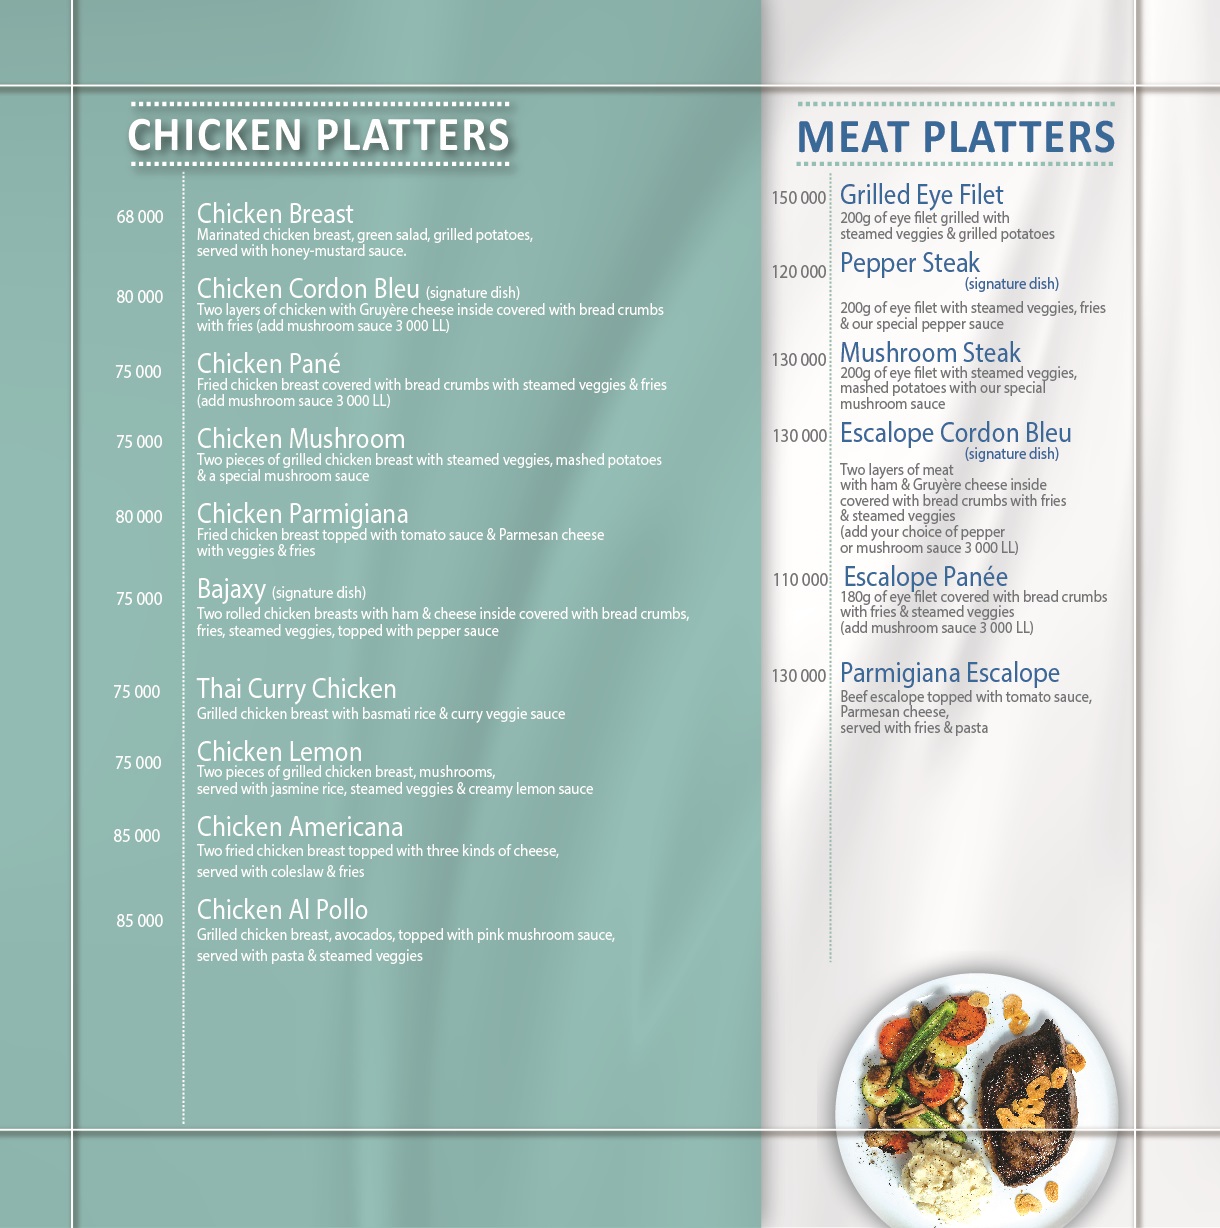 CHICKEN PLATTERS
68 000 Chicken Breast
Marinated chicken breast, green salad, grilled potatoes,
served with honey-mustard sauce.
80 000 Chicken Cordon Bleu (signature dish)
Two layers of chicken with Gruyère cheese inside covered with bread crumbs
with fries (add mushroom sauce 3 000 LL)
75 000 Chicken Pané
Fried chicken breast covered with bread crumbs with steamed veggies & fries
(add mushroom sauce 3 000 LL)
75 000 Chicken Mushroom
Two pieces of grilled chicken breast with steamed veggies, mashed potatoes
& a special mushroom sauce
80 000 Chicken Parmigiana
Fried chicken breast topped with tomato sauce & Parmesan cheese
with veggies & fries
75 000 Bajaxy (signature dish)
Two rolled chicken breasts with ham & cheese inside covered with bread crumbs,
fries, steamed veggies, topped with pepper sauce
75 000 Thai Curry Chicken
Grilled chicken breast with basmati rice & curry veggie sauce
75 000 Chicken Lemon
Two pieces of grilled chicken breast, mushrooms,
served with jasmine rice, steamed veggies & creamy lemon sauce
85 000 Chicken Americana
Two fried chicken breast topped with three kinds of cheese,
served with coleslaw & fries
85 000 Chicken Al Pollo
Grilled chicken breast, avocados, topped with pink mushroom sauce,
served with pasta & steamed veggies
MEAT PLATTERS
150 000 Grilled Eye Filet
200g of eye filet grilled with
steamed veggies & grilled potatoes
120 000 Pepper Steak
(signature dish)
200g of eye filet with steamed veggies, fries
& our special pepper sauce
130 000 Mushroom Steak
200g of eye filet with steamed veggies,
mashed potatoes with our special
mushroom sauce
130 000 Escalope Cordon Bleu
(signature dish)
Two layers of meat
with ham & Gruyère cheese inside
covered with bread crumbs with fries
& steamed veggies
(add your choice of pepper
or mushroom sauce 3 000 LL)
110 000 Escalope Panée
180g of eye filet covered with bread crumbs
with fries & steamed veggies
(add mushroom sauce 3 000 LL)
130 000 Parmigiana Escalope
Beef escalope topped with tomato sauce,
Parmesan cheese,
served with fries & pasta